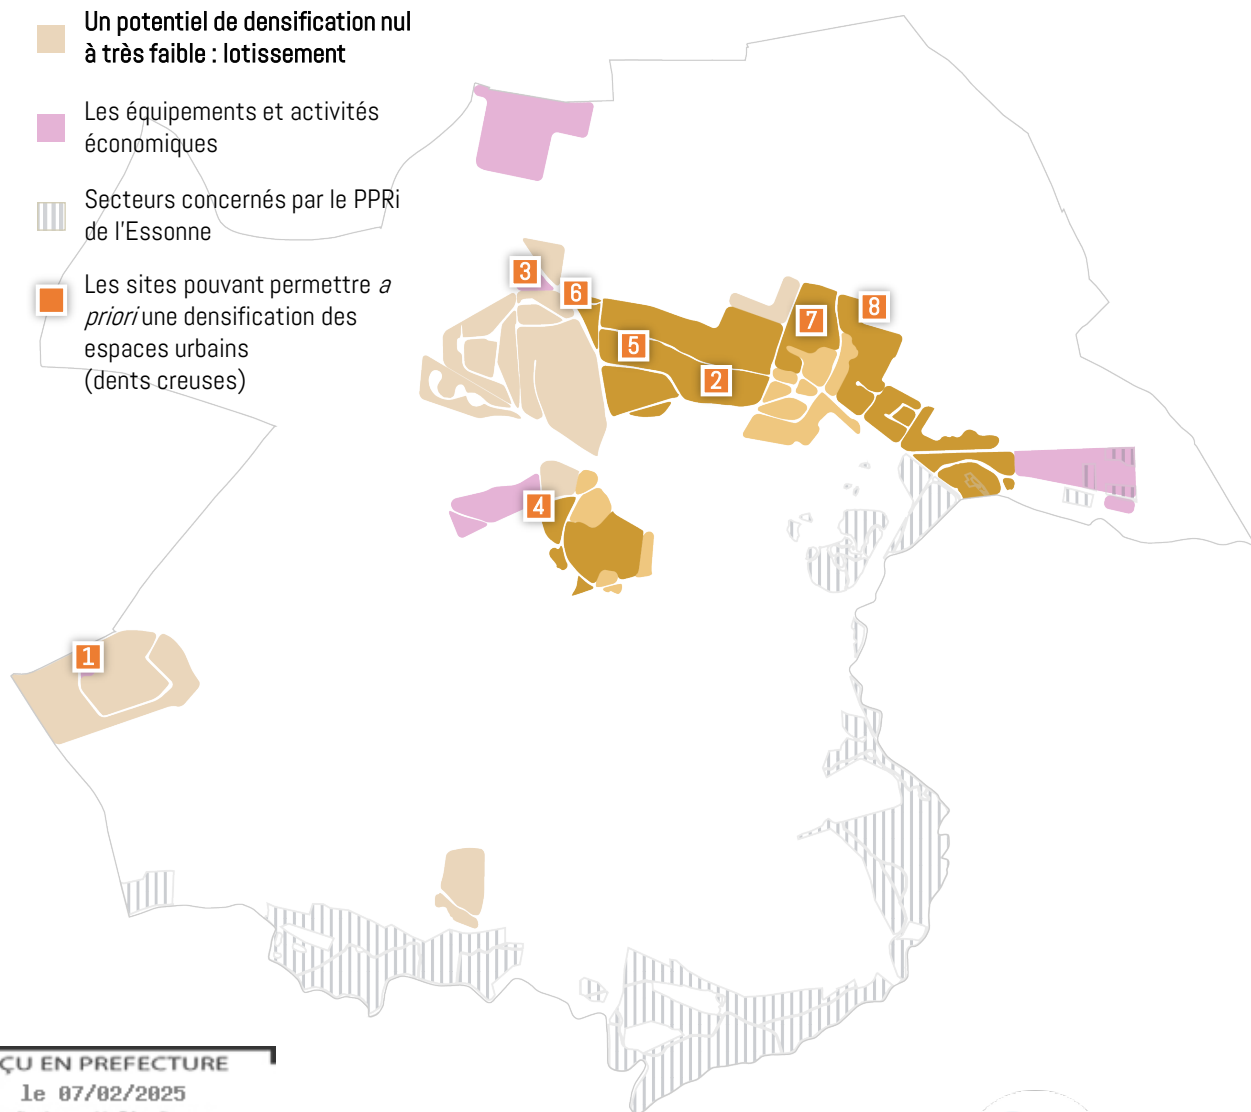 Un potentiel de densification nul
à très faible : lotissement
Les équipements et activités
économiques
Secteurs concernés par le PPRi
de l'Essonne
Les sites pouvant permettre a
priori une densification des
espaces urbains
(dents creuses)
3
6
8
7
5
2
4
1
ÇU EN PREFECTURE
le 07/02/2025